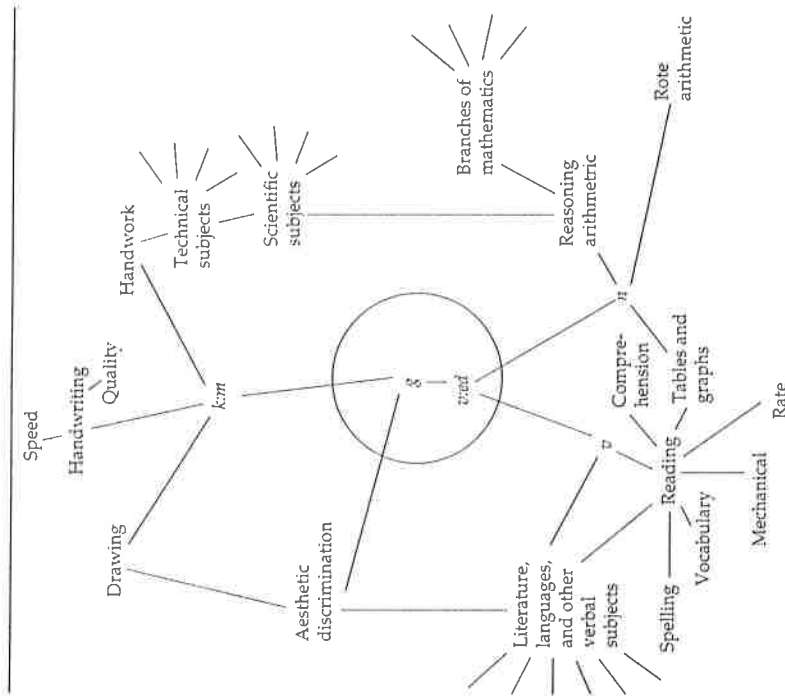 Speed
Handwriting
Quality
Drawing
k:m
Handwork
Technical
subjects
Scientific
subjects
Aesthetic
discrimination
g
v:ed
Branches of
mathematics
Reasoning
arithmetric
Literature,
languages,
and other
verbal
subjects
v
n
Compre-
hension
Tables and
graphs
Reading
Spelling
Vocabulary
Mechanical
Rate
Rote
arithmetic